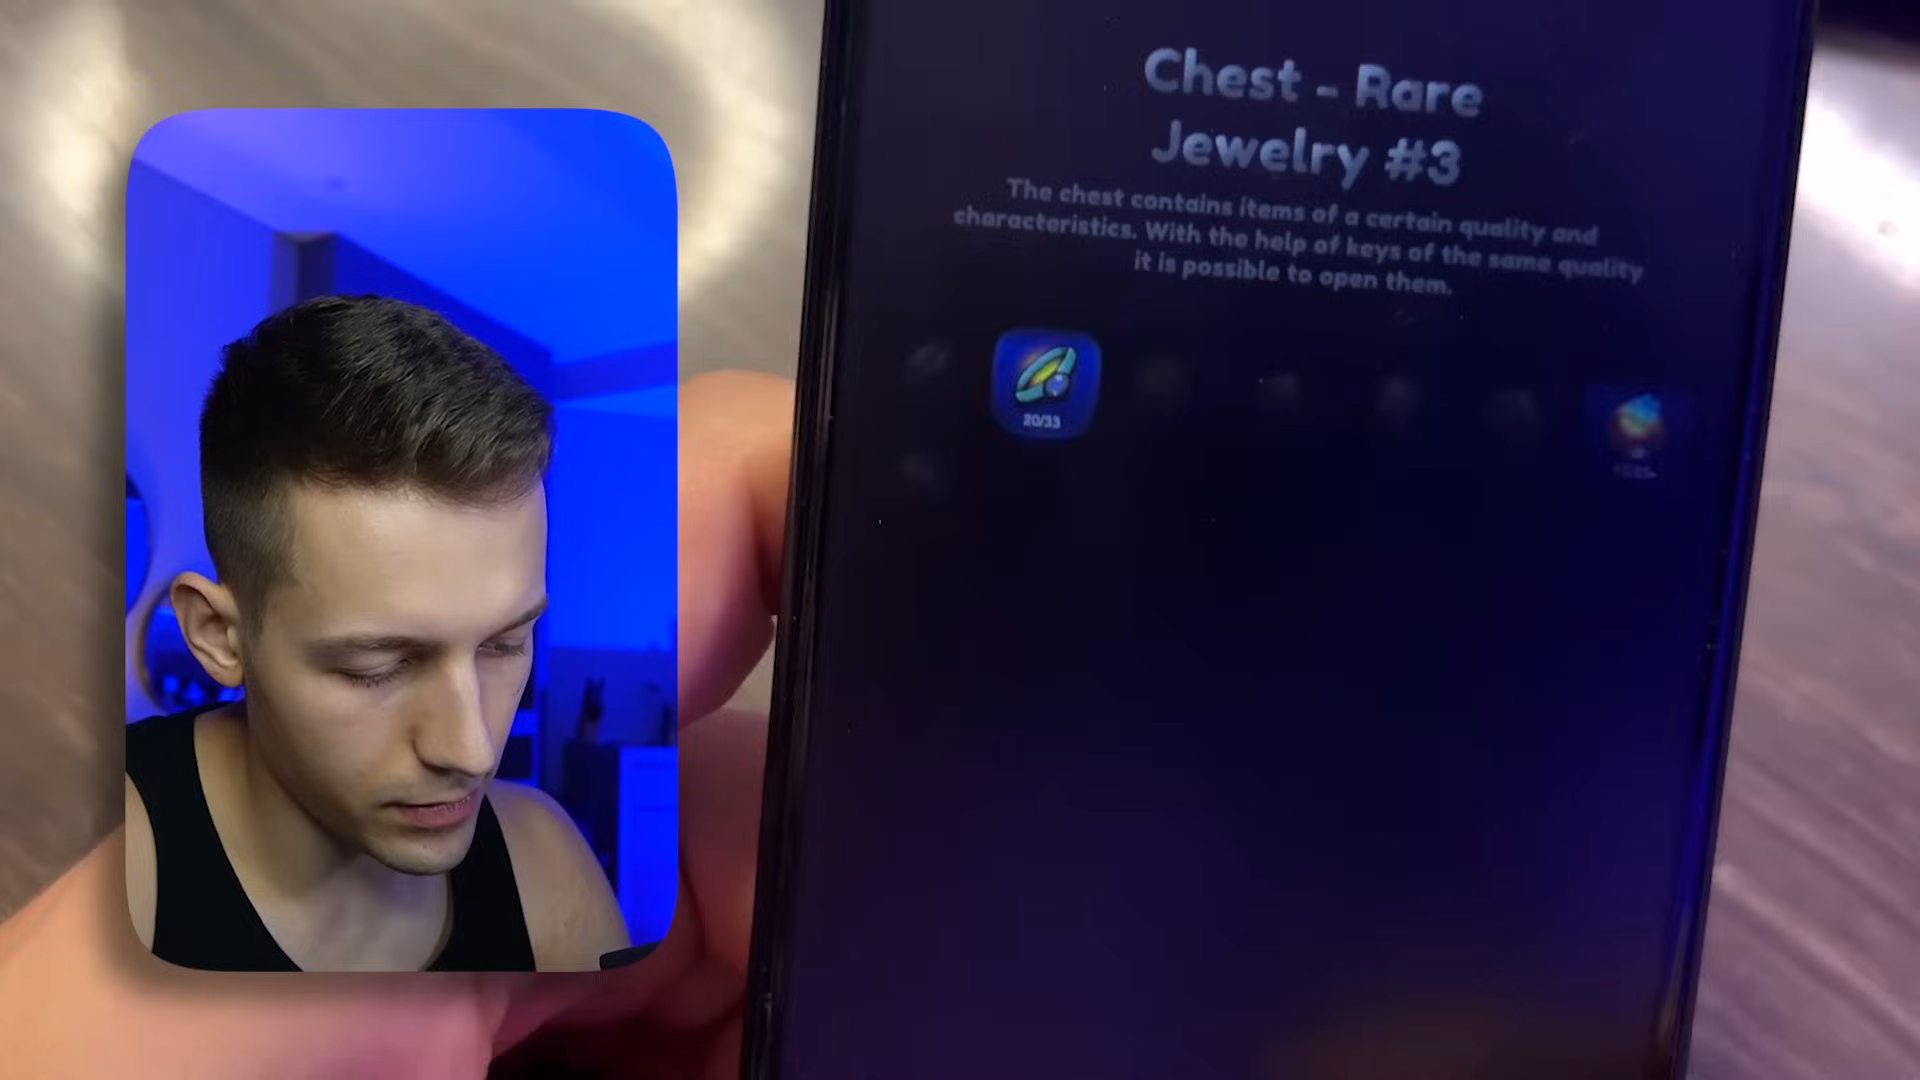 Chest - Rare
Jewelry #3
The chest contains items of a certain quality and
characteristics. With the help of keys of the same quality
it is possible to open them.
20/33